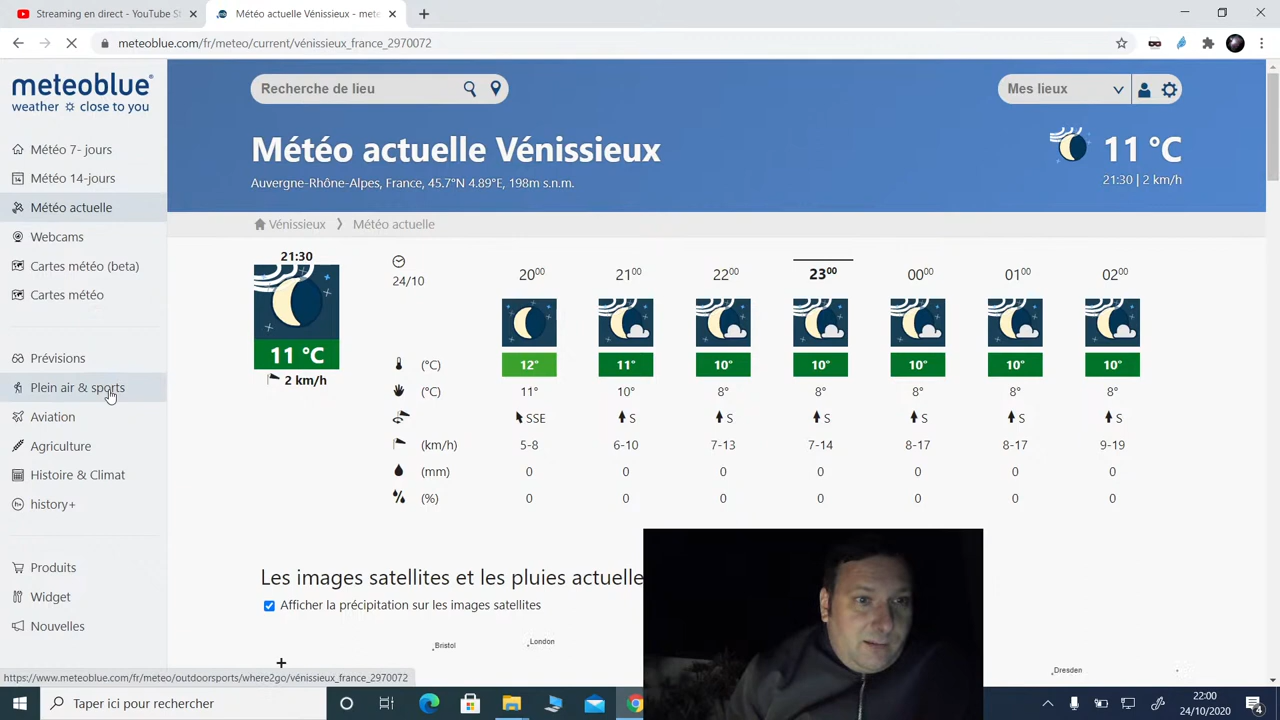 Streaming en direct - YouTube S
Météo actuelle Vénissieux - mete
meteoblue.com/fr/meteo/current/vénissieux_france_2970072
meteoblue®
weather ☼ close to you
Recherche de lieu
Mes lieux
Météo actuelle Vénissieux
Auvergne-Rhône-Alpes, France, 45.7°N 4.89°E, 198m s.n.m.
11 °C
21:30 | 2 km/h
Météo 7- jours
Météo 14-jours
Météo actuelle
Webcams
Cartes météo (beta)
Cartes météo
Prévisions
Plein air & sports
Aviation
Agriculture
Histoire & Climat
history+
Produits
Widget
Nouvelles
Vénissieux
Météo actuelle
21:30
11 °C
2 km/h
24/10 20⁰⁰ 21⁰⁰ 22⁰⁰ 23⁰⁰ 00⁰⁰ 01⁰⁰ 02⁰⁰
(°C) 12° 11° 10° 10° 10° 10° 10°
(°C) 11° 10° 8° 8° 8° 8° 8°
SSE S S S S S S
(km/h) 5-8 6-10 7-13 7-14 8-17 8-17 9-19
(mm) 0 0 0 0 0 0 0
(%) 0 0 0 0 0 0 0
Les images satellites et les pluies actuelle
Afficher la précipitation sur les images satellites
+
Bristol
London
Dresden
https://www.meteoblue.com/fr/meteo/outdoorsports/where2go/vénissieux_france_2970072
Taper ici pour rechercher
22:00
24/10/2020
4